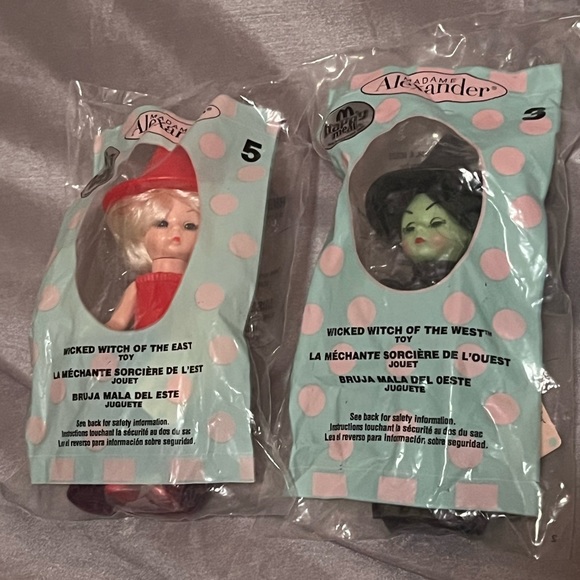 MADAME
Alexander
5
WICKED WITCH OF THE EAST
TOY
LA MÉCHANTE SORCIÈRE DE L'EST
JOUET
BRUJA MALA DEL ESTE
JUGUETE
See back for safety information.
Instructions touchant la sécurité au dos du sac
Lea el reverso para información sobre seguridad.
MADAME
Alexander®
Happy
Meal
WICKED WITCH OF THE WEST™
TOY
LA MÉCHANTE SORCIÈRE DE L'OUEST
JOUET
BRUJA MALA DEL OESTE
JUGUETE
See back for safety information.
Instructions touchant la sécurité au dos du sac
Lea el reverso para información sobre seguridad.